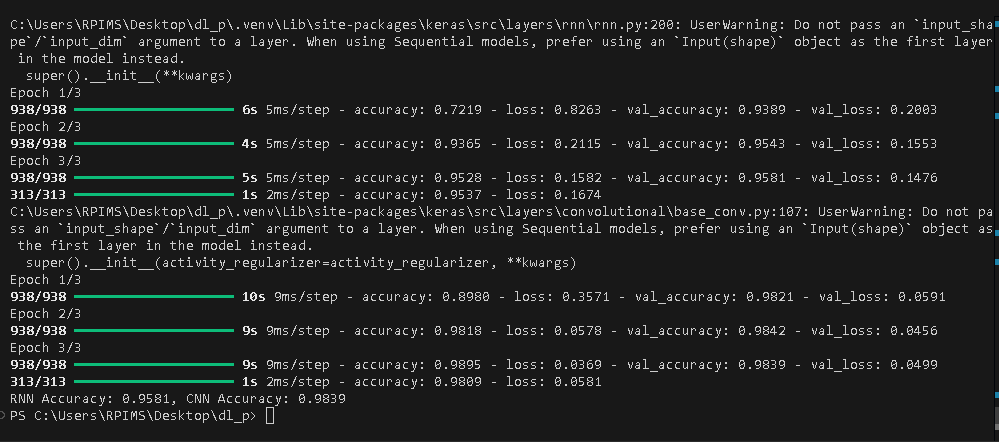 C:\Users\RPIMS\Desktop\dl_p\.venv\Lib\site-packages\keras\src\layers\rnn\rnn.py:200: UserWarning: Do not pass an `input_sha
pe`/`input_dim` argument to a layer. When using Sequential models, prefer using an `Input(shape)` object as the first layer
 in the model instead.
  super().__init__(**kwargs)
Epoch 1/3
938/938 ━━━━━━━━━━━━━━━━━━━━ 6s 5ms/step - accuracy: 0.7219 - loss: 0.8263 - val_accuracy: 0.9389 - val_loss: 0.2003
Epoch 2/3
938/938 ━━━━━━━━━━━━━━━━━━━━ 4s 5ms/step - accuracy: 0.9365 - loss: 0.2115 - val_accuracy: 0.9543 - val_loss: 0.1553
Epoch 3/3
938/938 ━━━━━━━━━━━━━━━━━━━━ 5s 5ms/step - accuracy: 0.9528 - loss: 0.1582 - val_accuracy: 0.9581 - val_loss: 0.1476
313/313 ━━━━━━━━━━━━━━━━━━━━ 1s 2ms/step - accuracy: 0.9537 - loss: 0.1674
C:\Users\RPIMS\Desktop\dl_p\.venv\Lib\site-packages\keras\src\layers\convolutional\base_conv.py:107: UserWarning: Do not pa
ss an `input_shape`/`input_dim` argument to a layer. When using Sequential models, prefer using an `Input(shape)` object as
 the first layer in the model instead.
  super().__init__(activity_regularizer=activity_regularizer, **kwargs)
Epoch 1/3
938/938 ━━━━━━━━━━━━━━━━━━━━ 10s 9ms/step - accuracy: 0.8980 - loss: 0.3571 - val_accuracy: 0.9821 - val_loss: 0.0591
Epoch 2/3
938/938 ━━━━━━━━━━━━━━━━━━━━ 9s 9ms/step - accuracy: 0.9818 - loss: 0.0578 - val_accuracy: 0.9842 - val_loss: 0.0456
Epoch 3/3
938/938 ━━━━━━━━━━━━━━━━━━━━ 9s 9ms/step - accuracy: 0.9895 - loss: 0.0369 - val_accuracy: 0.9839 - val_loss: 0.0499
313/313 ━━━━━━━━━━━━━━━━━━━━ 1s 2ms/step - accuracy: 0.9809 - loss: 0.0581
RNN Accuracy: 0.9581, CNN Accuracy: 0.9839
PS C:\Users\RPIMS\Desktop\dl_p>